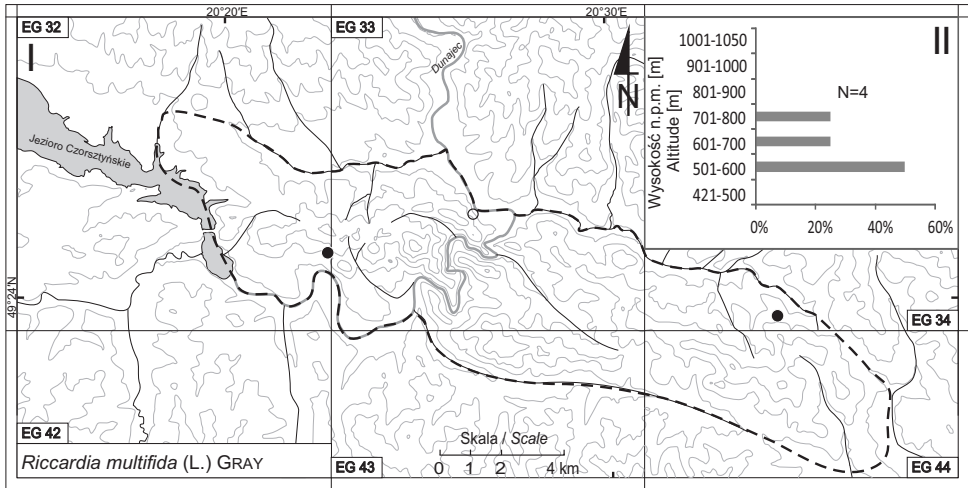 20°20'E
20°30'E
EG 32
EG 33
I
II
Dunajec
N
Jezioro Czorsztyńskie
49°24'N
Wysokość n.p.m. [m]
Altitude [m]
1001-1050
901-1000
801-900
701-800
601-700
501-600
421-500
N=4
0% 20% 40% 60%
EG 34
EG 42
Riccardia multifida (L.) GRAY
EG 43
Skala / Scale
0 1 2 4 km
EG 44